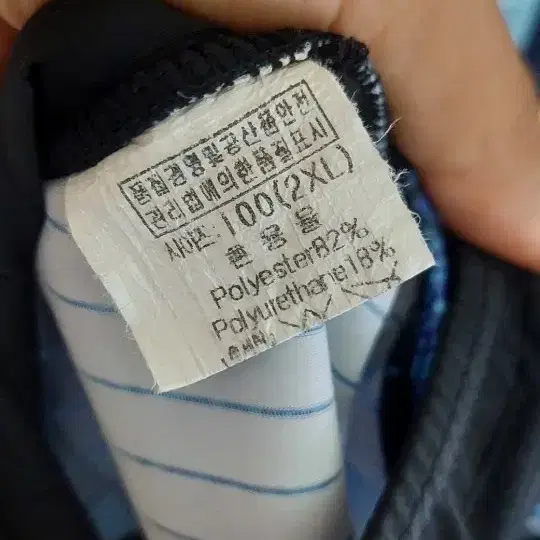 품질경영및공산품안전
관리법에의한품질표시
사이즈: 100(2XL)
혼용율
Polyester82%
Polyurethane18%